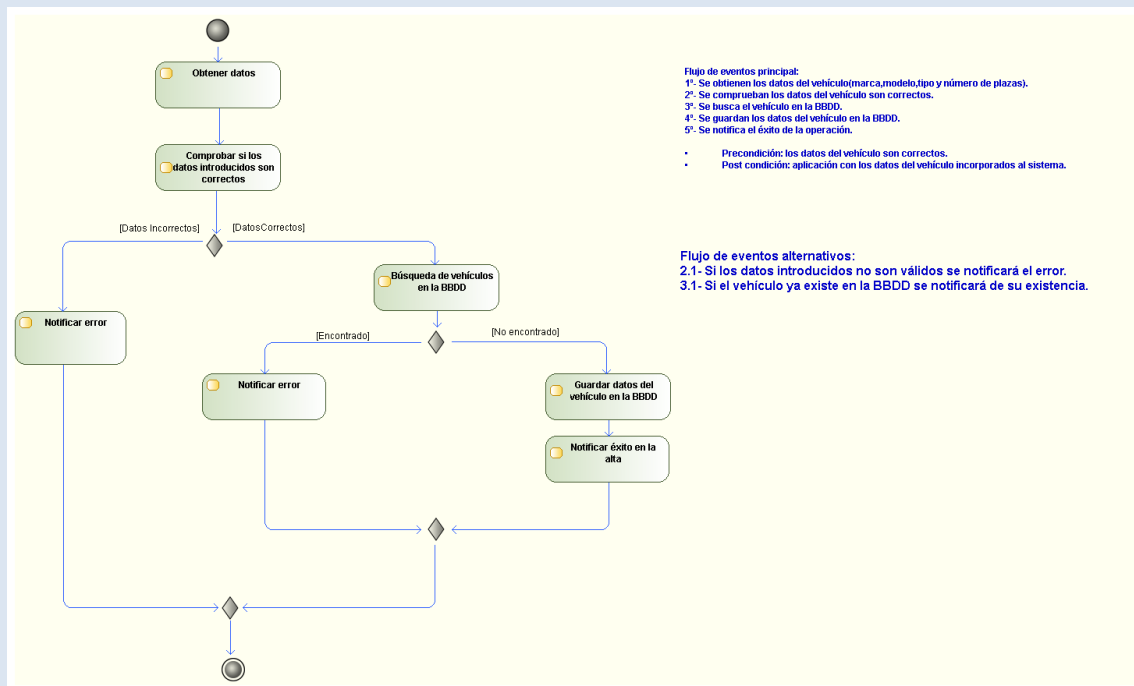 Obtener datos
Comprobar si los
datos introducidos son
correctos
[Datos Incorrectos]
[DatosCorrectos]
Búsqueda de vehículos
en la BBDD
Notificar error
[Encontrado]
[No encontrado]
Notificar error
Guardar datos del
vehículo en la BBDD
Notificar éxito en la
alta
Flujo de eventos principal:
1º- Se obtienen los datos del vehículo(marca,modelo,tipo y número de plazas).
2º- Se comprueban los datos del vehículo son correctos.
3º- Se busca el vehículo en la BBDD.
4º- Se guardan los datos del vehículo en la BBDD.
5º- Se notifica el éxito de la operación.
• Precondición: los datos del vehículo son correctos.
• Post condición: aplicación con los datos del vehículo incorporados al sistema.
Flujo de eventos alternativos:
2.1- Si los datos introducidos no son válidos se notificará el error.
3.1- Si el vehículo ya existe en la BBDD se notificará de su existencia.